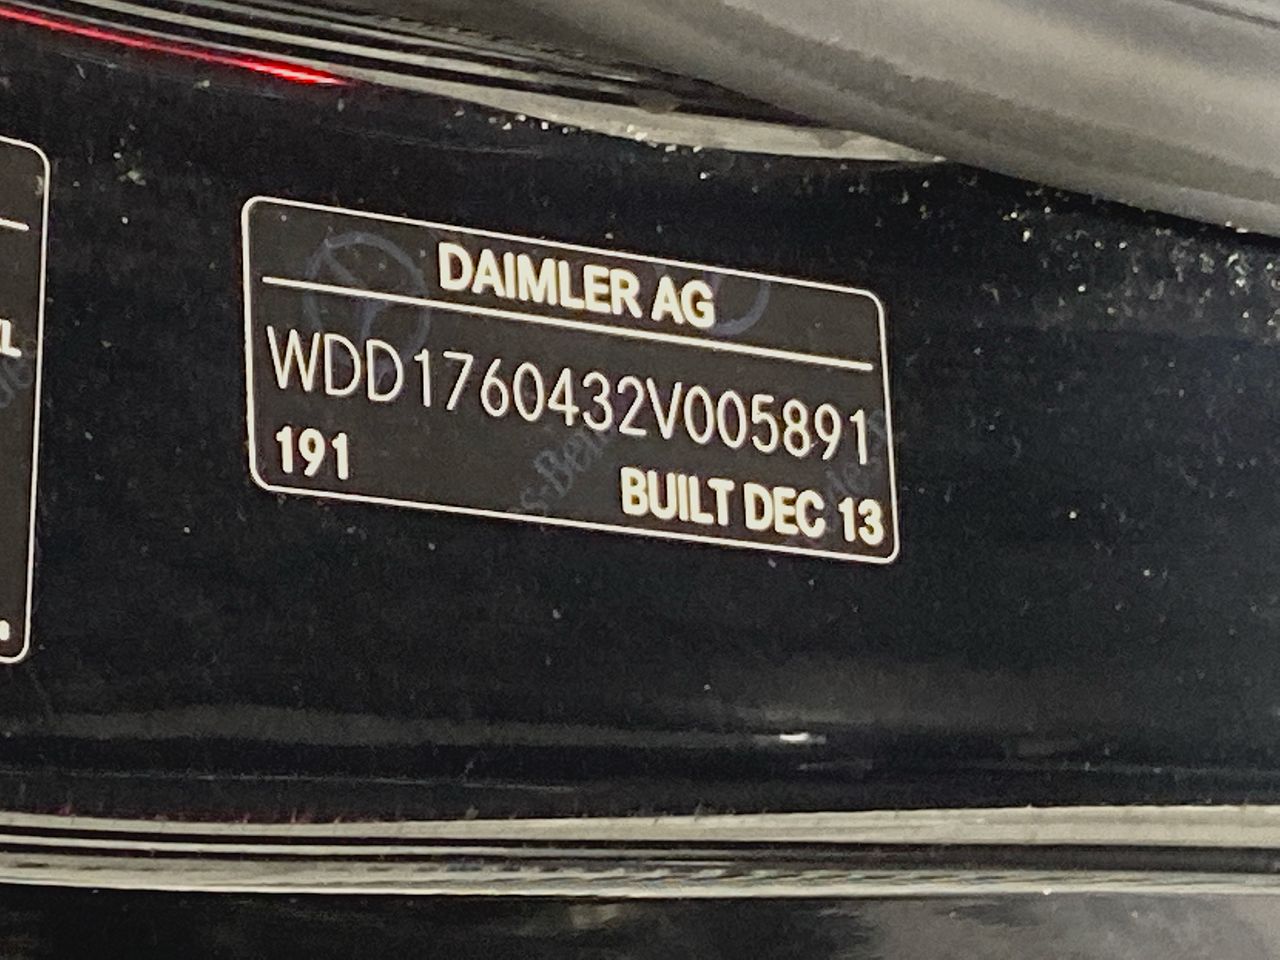 DAIMLER AG
WDD1760432V005891
191
BUILT DEC 13